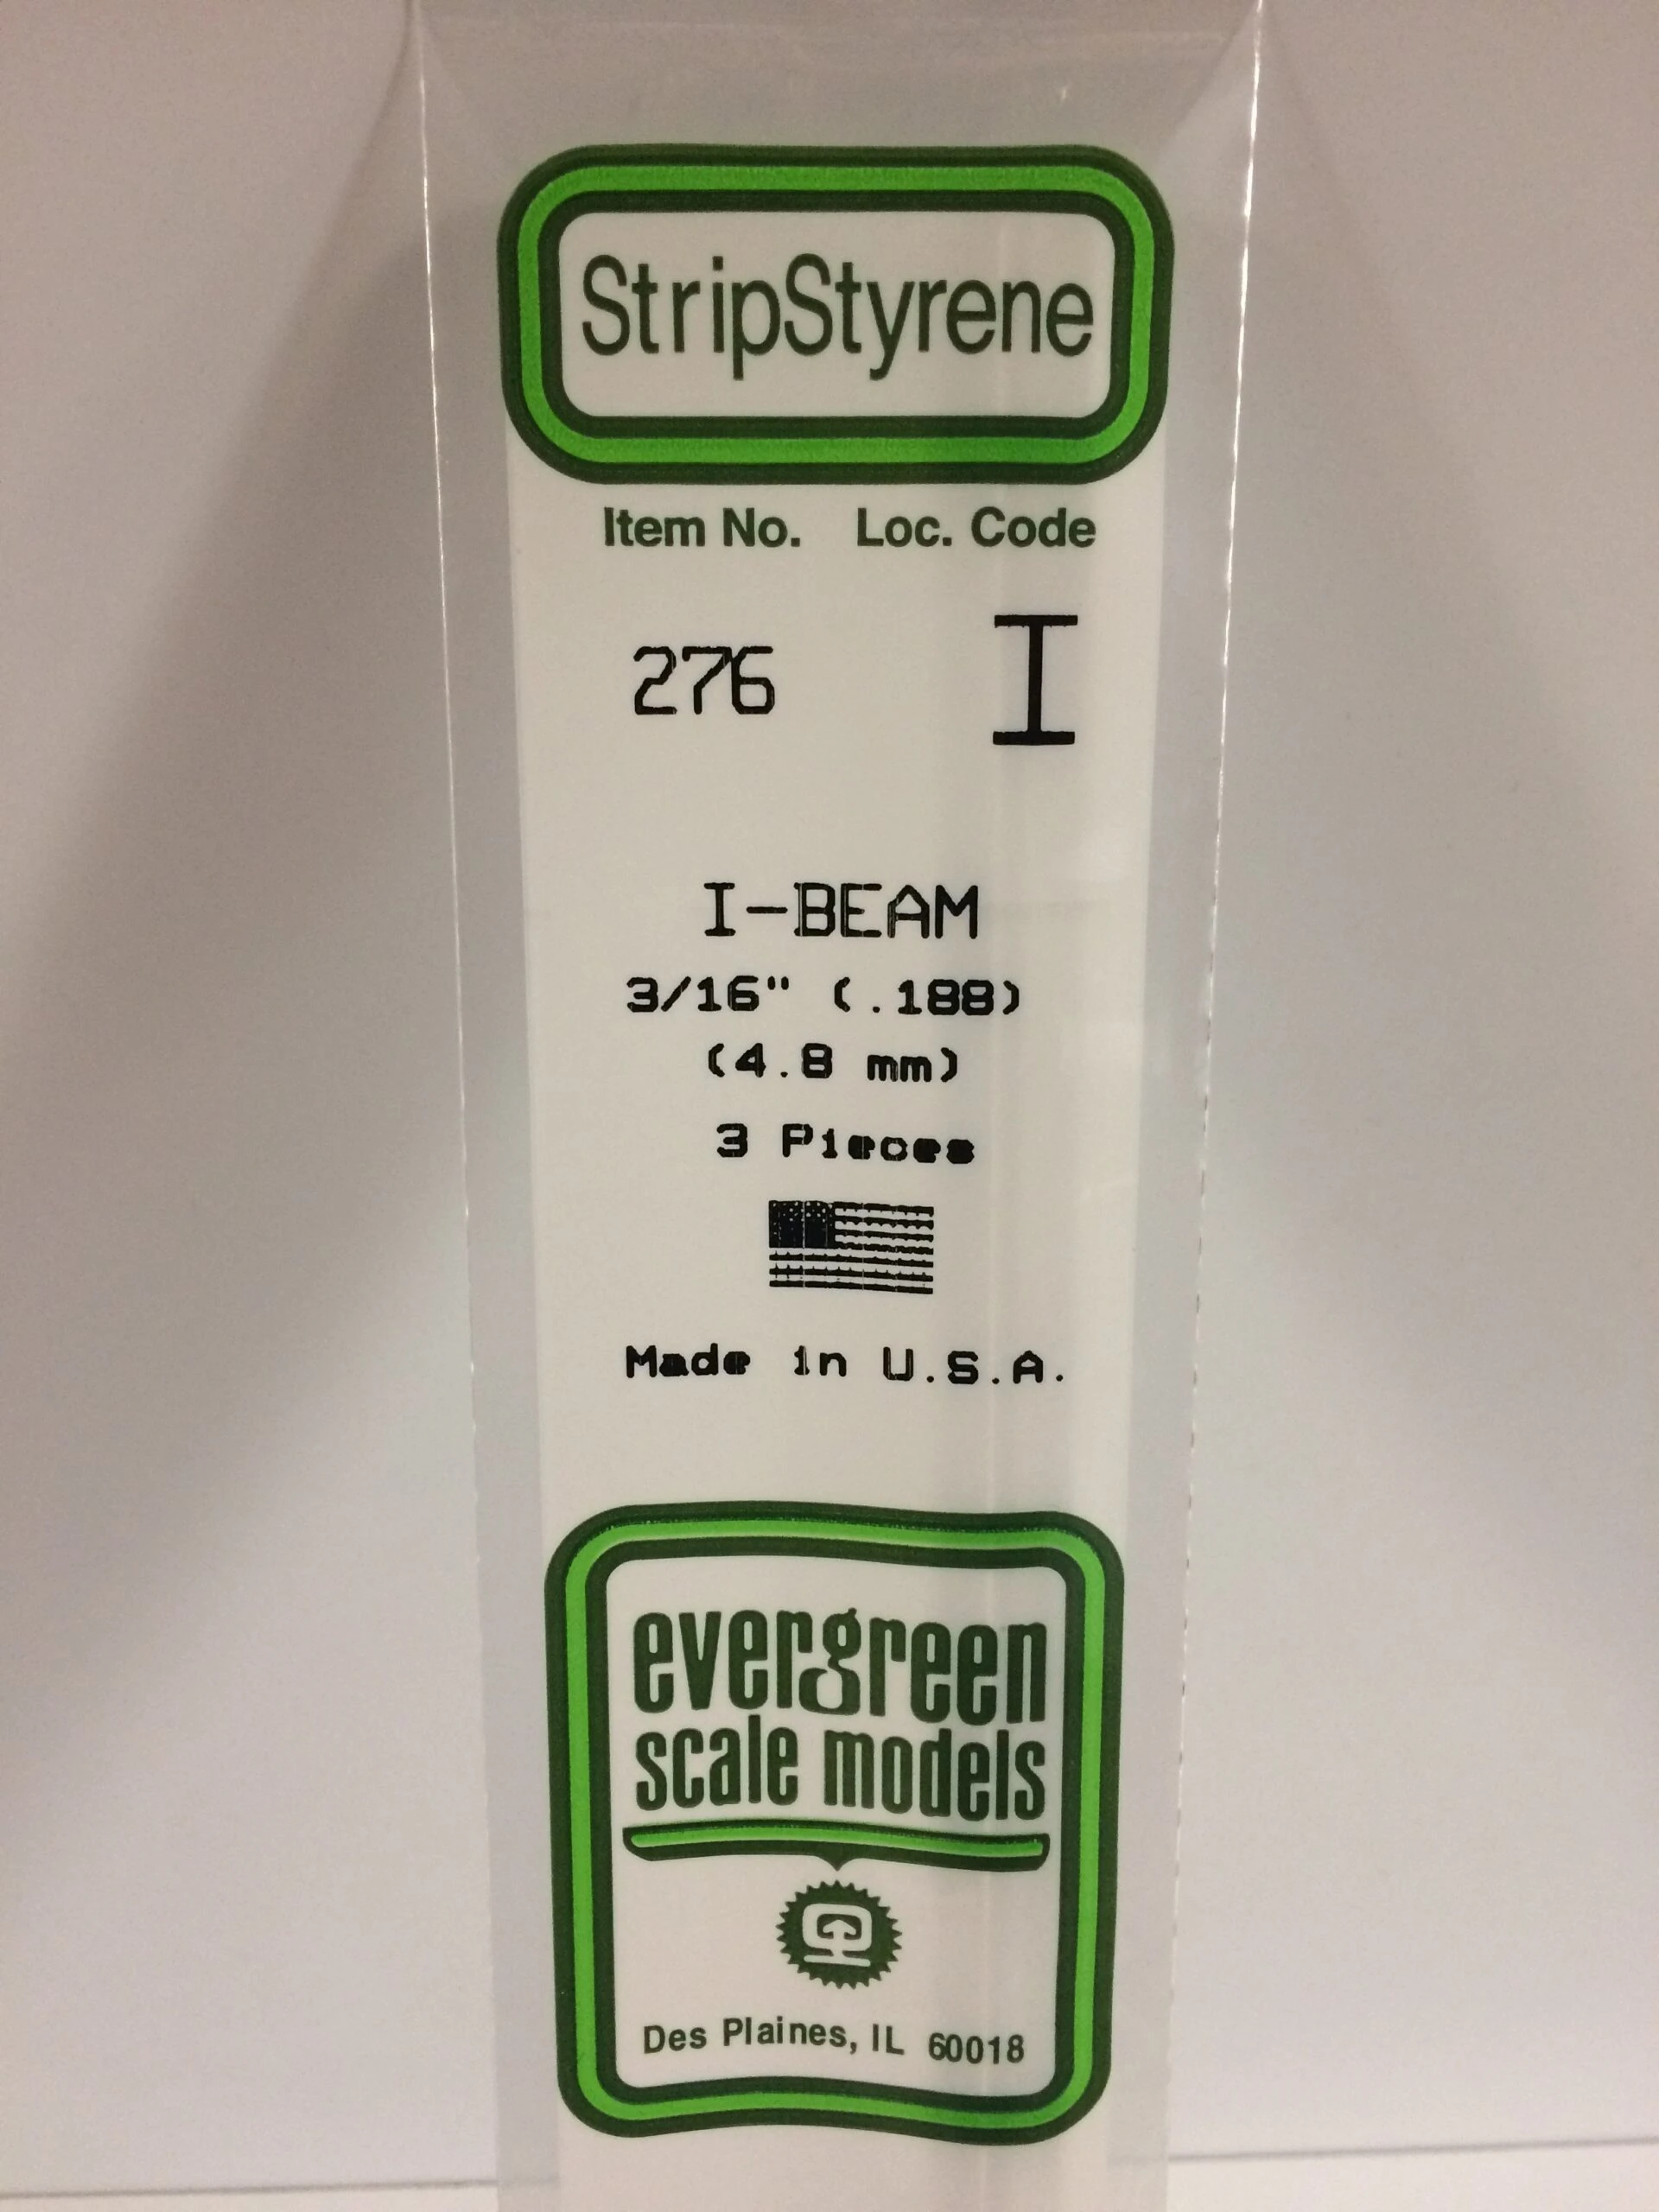 StripStyrene
Item No. Loc. Code
276 I
I-BEAM
3/16" (.188)
(4.8 mm)
3 Pieces
Made in U.S.A.
evergreen
scale models
Des Plaines, IL 60018